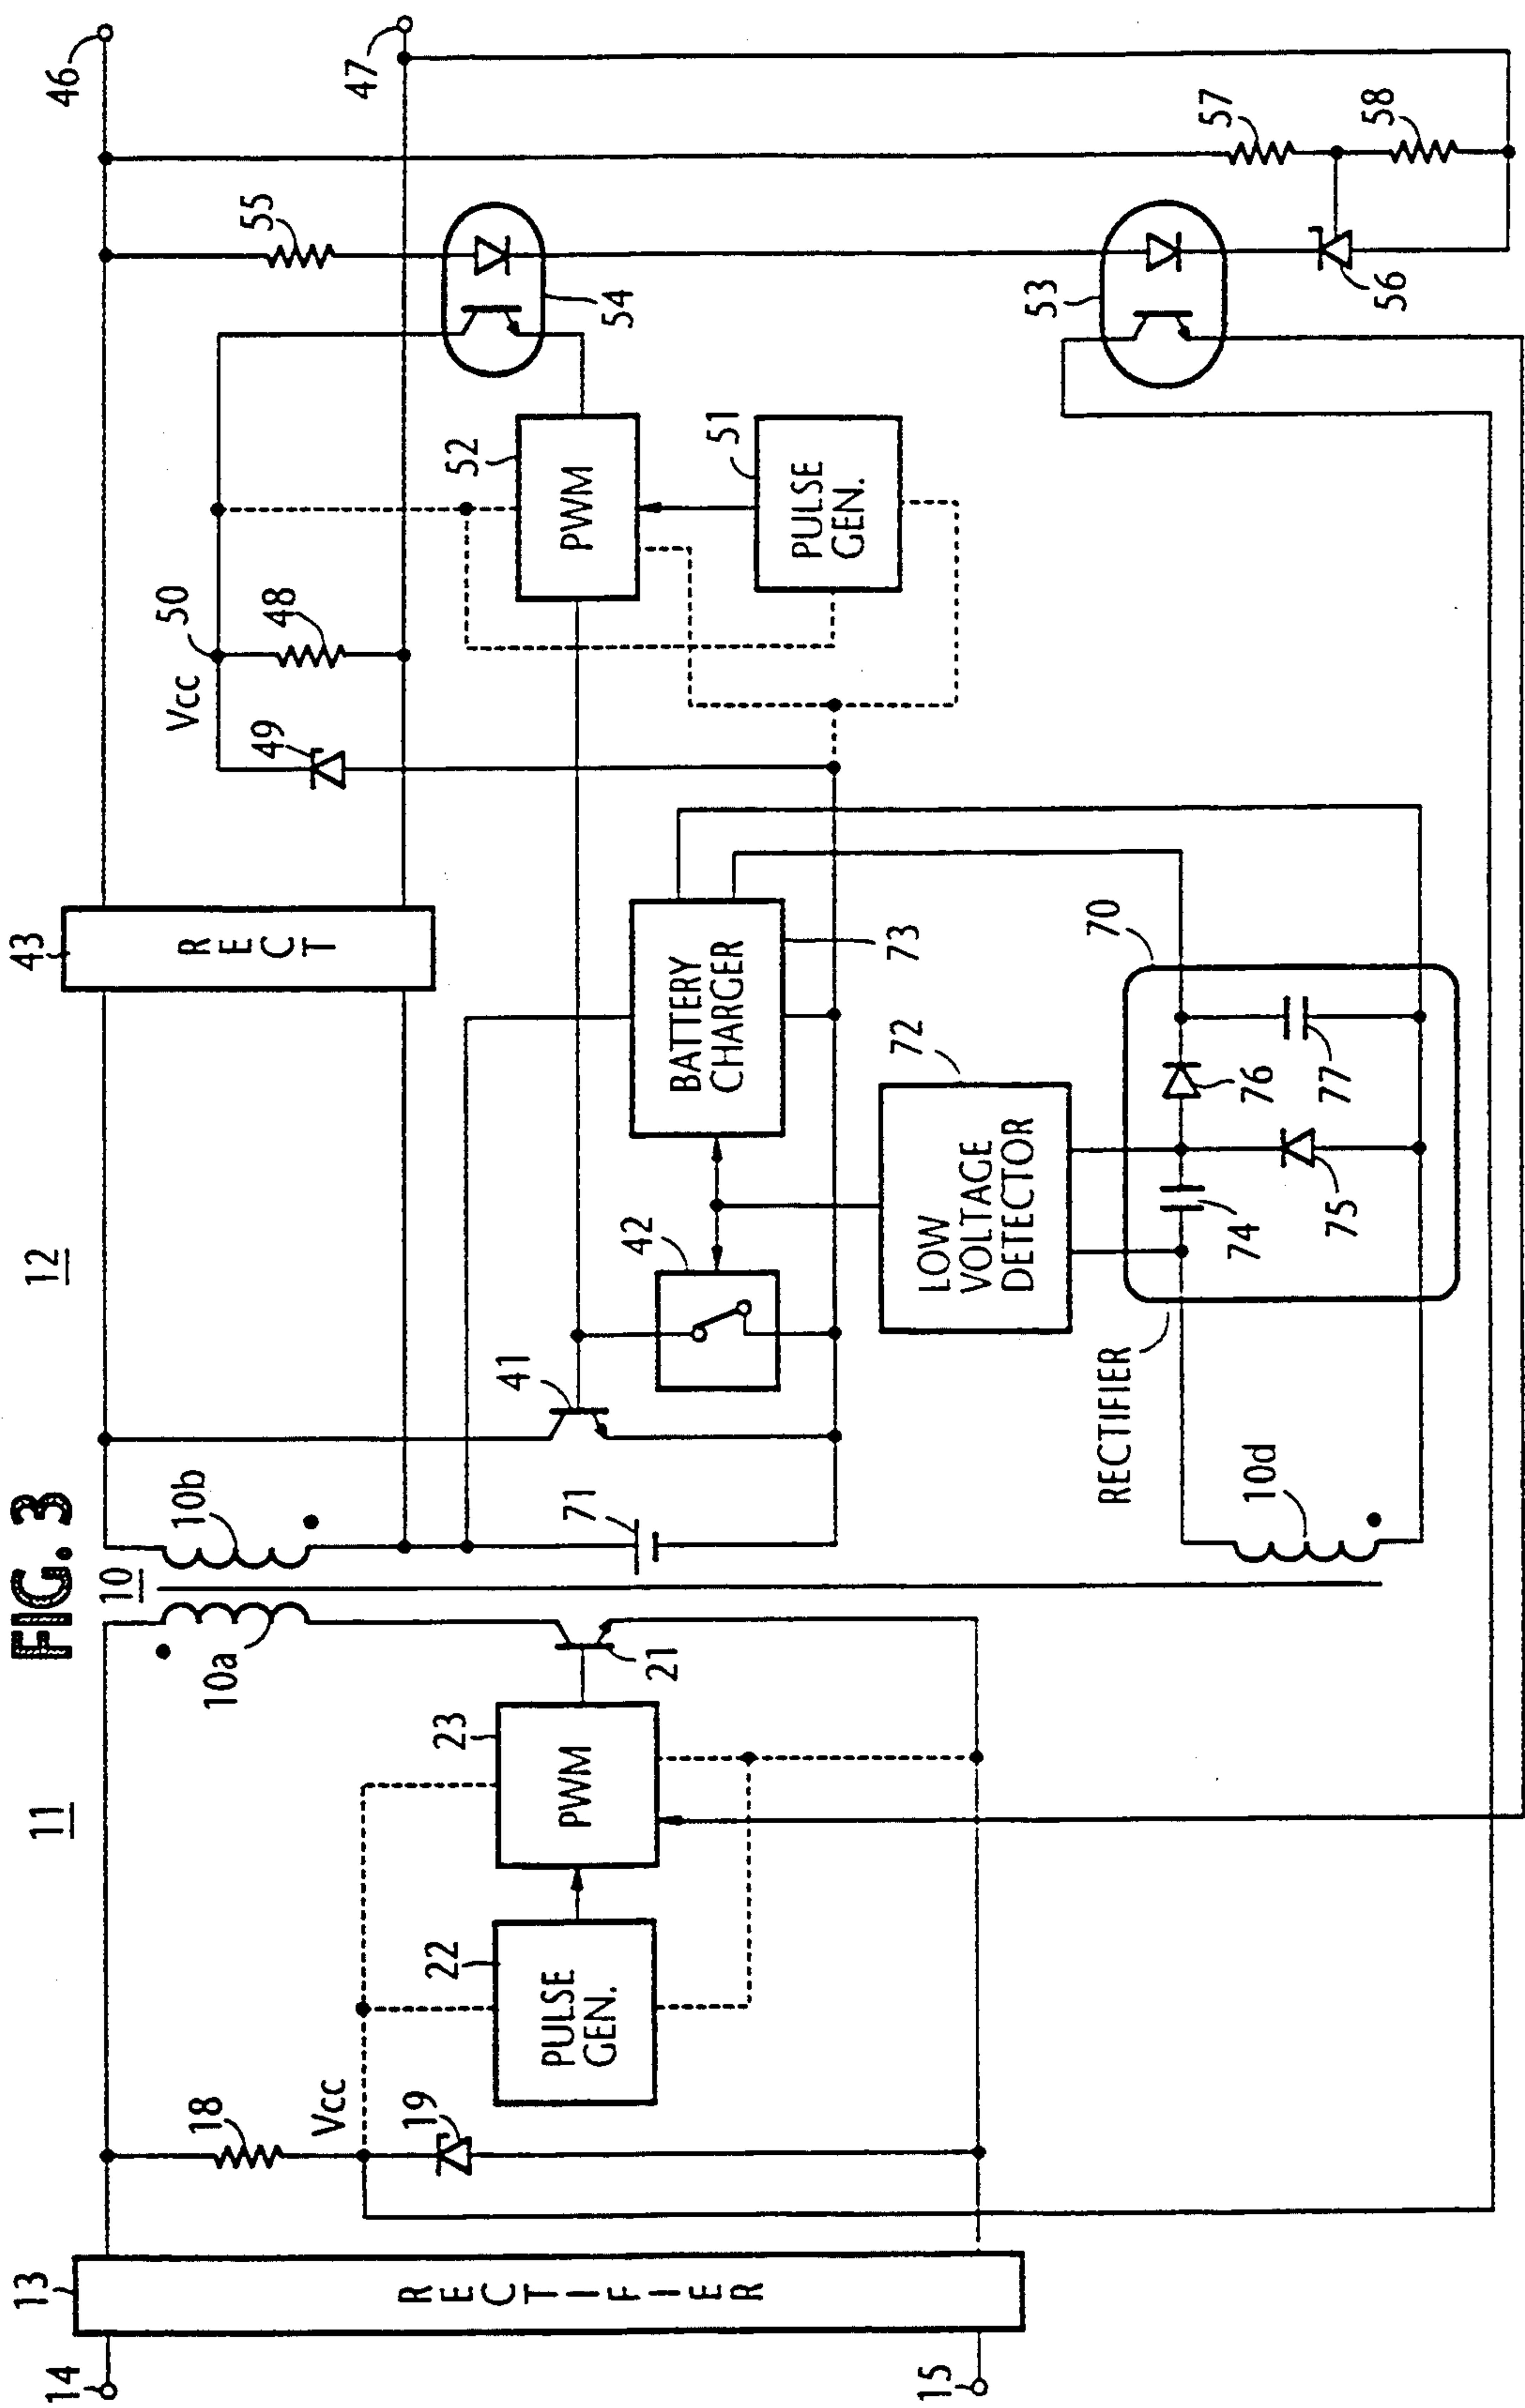 FIG. 3
11
12
10
13
RECTIFIER
14
15
18
Vcc
19
22
PULSE
GEN.
23
PWM
21
10a
10b
71
41
42
43
RECT
BATTERY
CHARGER
73
72
LOW
VOLTAGE
DETECTOR
RECTIFIER
70
10d
74
75
76
77
Vcc
50
49
48
52
PWM
51
PULSE
GEN.
46
47
55
54
53
56
57
58